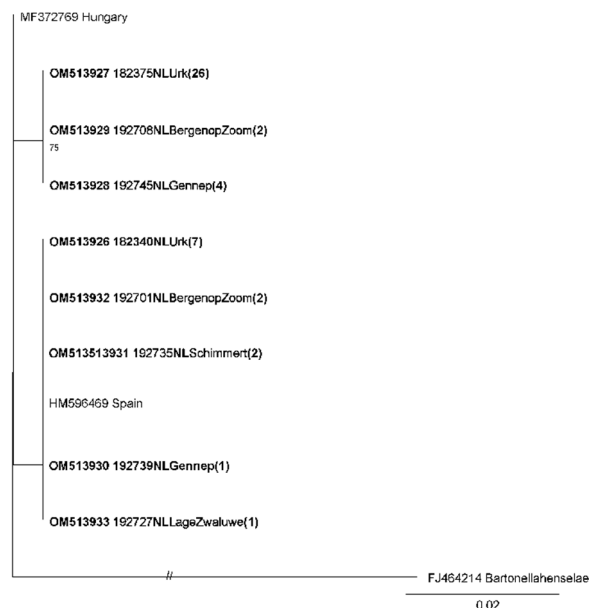 MF372769 Hungary
OM513927 182375NLUrk(26)
OM513929 192708NLBergenopZoom(2)
75
OM513928 192745NLGennep(4)
OM513926 182340NLUrk(7)
OM513932 192701NLBergenopZoom(2)
OM513513931 192735NLSchimmert(2)
HM596469 Spain
OM513930 192739NLGennep(1)
OM513933 192727NLLageZwaluwe(1)
//
FJ464214 Bartonellahenselae
0.02